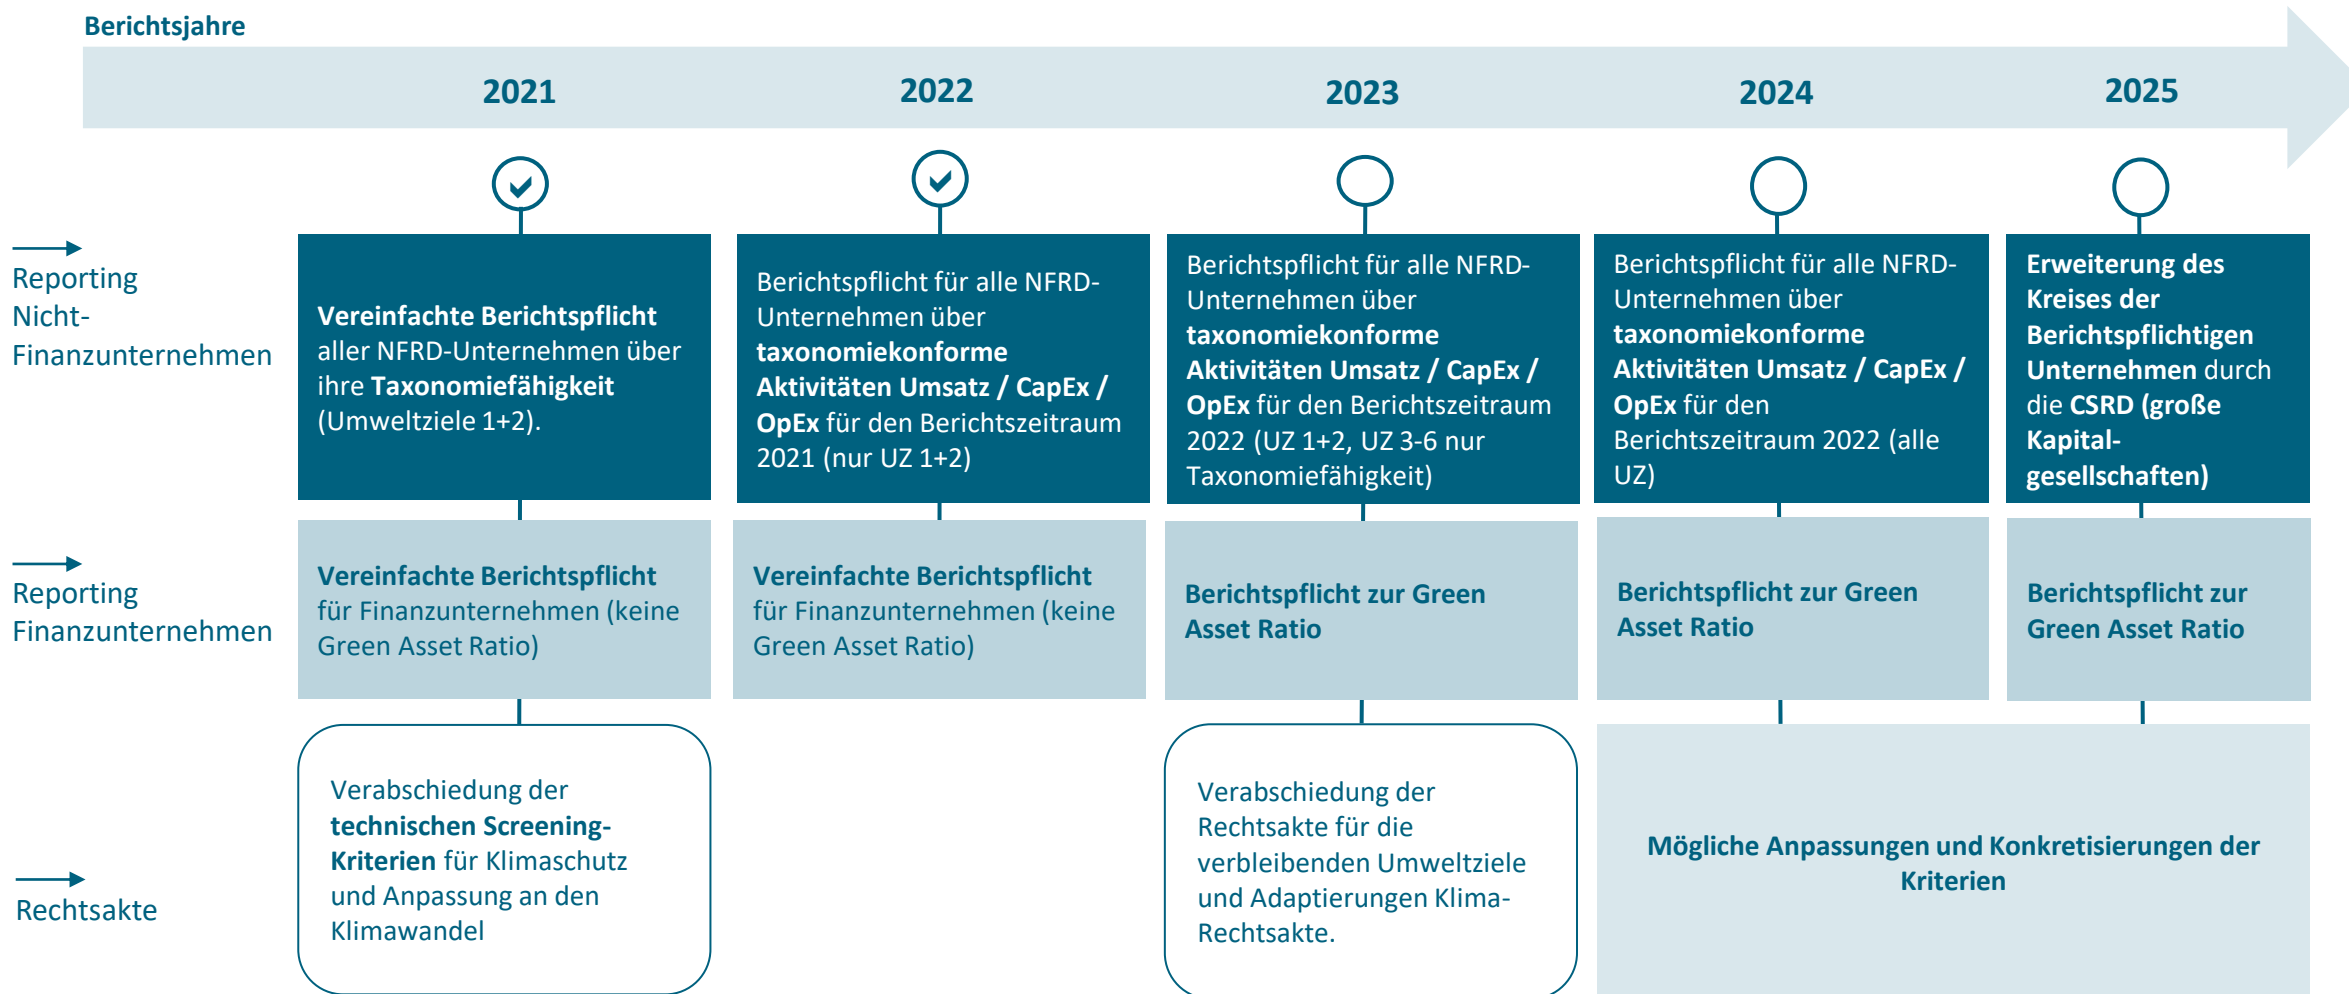 Berichtsjahre
2021
2022
2023
2024
2025
Reporting
Nicht-
Finanzunternehmen
Vereinfachte Berichtspflicht
aller NFRD-Unternehmen über
ihre Taxonomiefähigkeit
(Umweltziele 1+2).
Berichtspflicht für alle NFRD-
Unternehmen über
taxonomiekonforme
Aktivitäten Umsatz / CapEx /
OpEx für den Berichtszeitraum
2021 (nur UZ 1+2)
Berichtspflicht für alle NFRD-
Unternehmen über
taxonomiekonforme
Aktivitäten Umsatz / CapEx /
OpEx für den Berichtszeitraum
2022 (UZ 1+2, UZ 3-6 nur
Taxonomiefähigkeit)
Berichtspflicht für alle NFRD-
Unternehmen über
taxonomiekonforme
Aktivitäten Umsatz / CapEx /
OpEx für den
Berichtszeitraum 2022 (alle
UZ)
Erweiterung des
Kreises der
Berichtspflichtigen
Unternehmen durch
die CSRD (große
Kapital-
gesellschaften)
Reporting
Finanzunternehmen
Vereinfachte Berichtspflicht
für Finanzunternehmen (keine
Green Asset Ratio)
Vereinfachte Berichtspflicht
für Finanzunternehmen (keine
Green Asset Ratio)
Berichtspflicht zur Green
Asset Ratio
Berichtspflicht zur Green
Asset Ratio
Berichtspflicht zur
Green Asset Ratio
Rechtsakte
Verabschiedung der
technischen Screening-
Kriterien für Klimaschutz
und Anpassung an den
Klimawandel
Verabschiedung der
Rechtsakte für die
verbleibenden Umweltziele
und Adaptierungen Klima-
Rechtsakte.
Mögliche Anpassungen und Konkretisierungen der
Kriterien